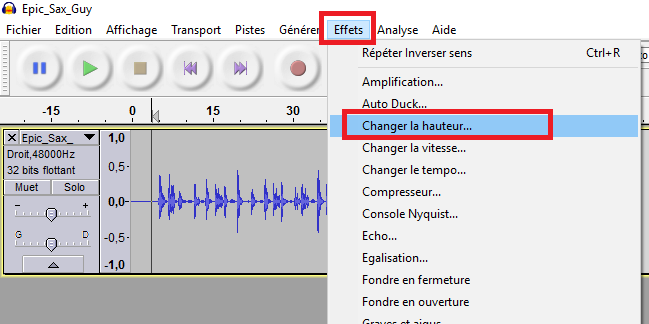 Epic_Sax_Guy
Fichier Edition Affichage Transport Pistes Générer Effets Analyse Aide
Répéter Inverser sens Ctrl+R
Amplification...
Auto Duck...
Changer la hauteur...
Changer la vitesse...
Changer le tempo...
Compresseur...
Console Nyquist...
Echo...
Egalisation...
Fondre en fermeture
Fondre en ouverture
Graves et aigus
-15 0 15 30
Epic_Sax_
Droit,48000Hz
32 bits flottant
Muet Solo
- +
G D
1,0
0,5-
0,0-
-0,5-
-1,0